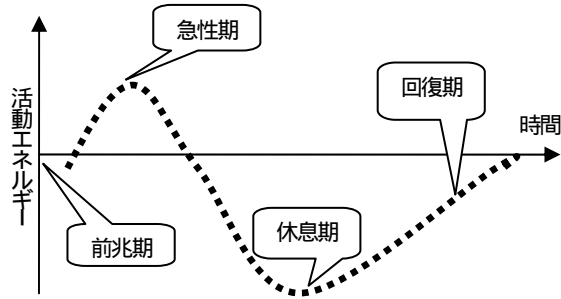 急性期
回復期
時間
活動エネルギー
前兆期
休息期